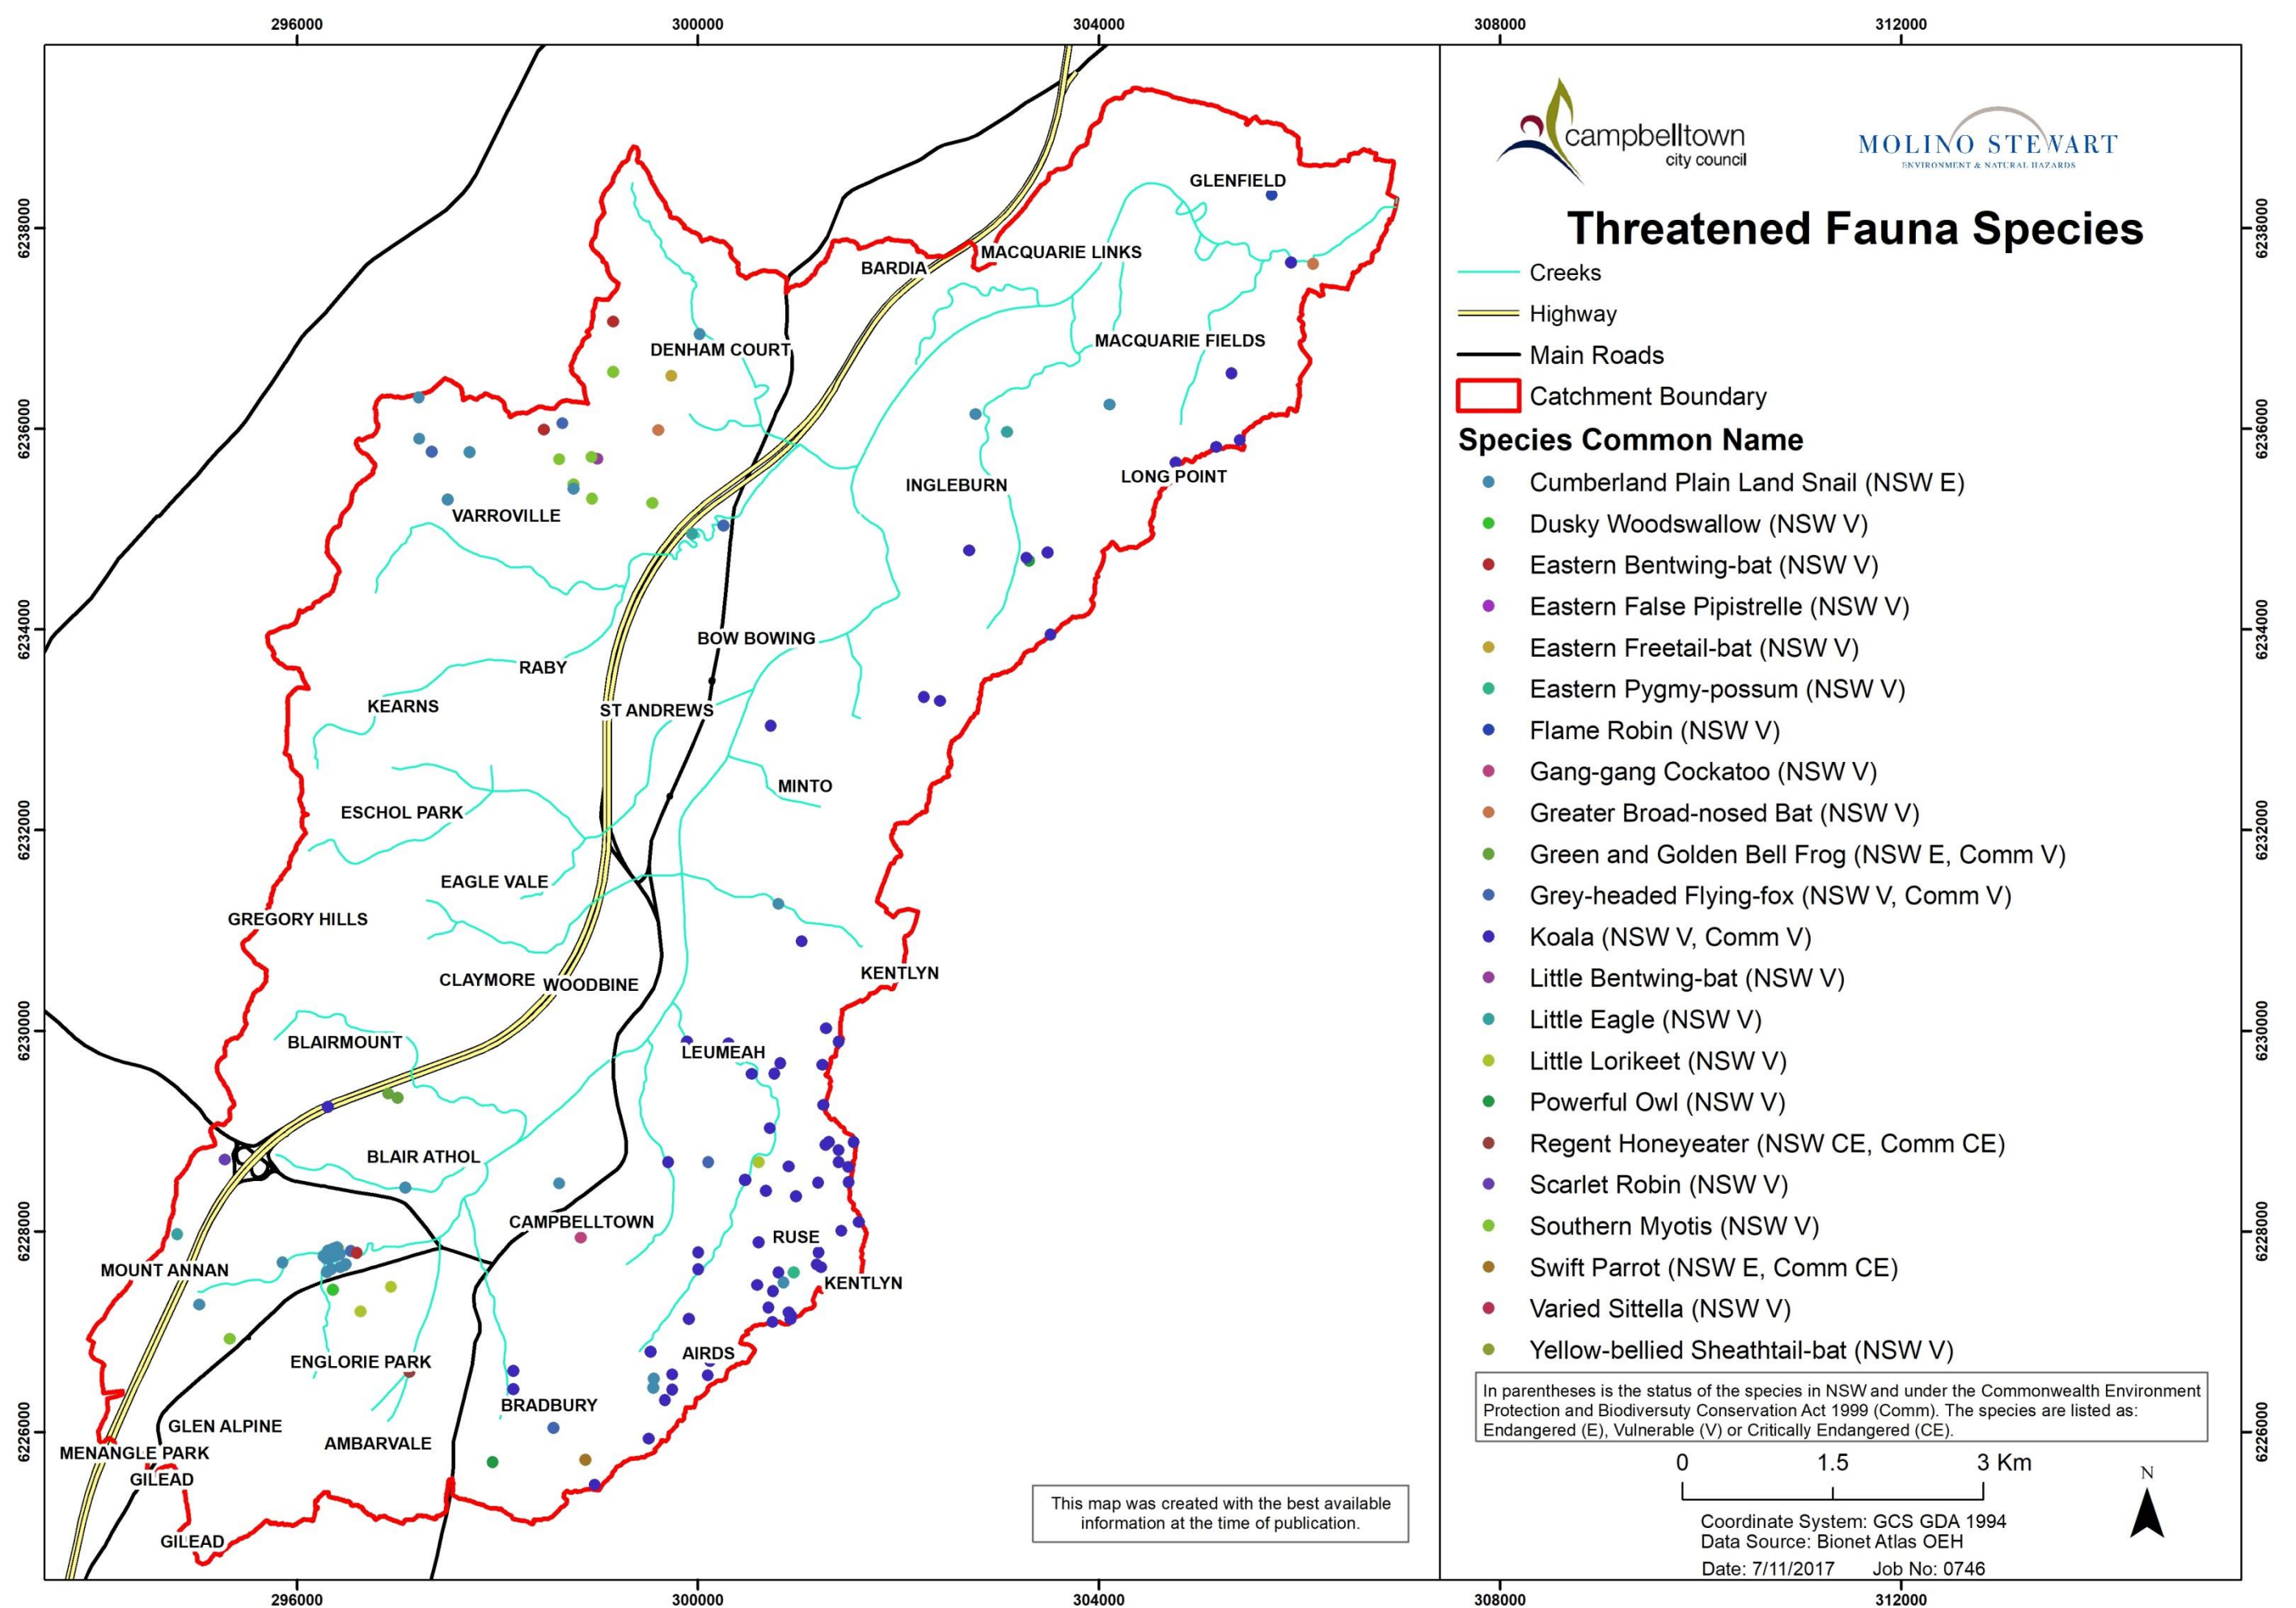 296000
300000
304000
308000
312000
campbelltown
city council
MOLINO STEWART
ENVIRONMENT & NATURAL HAZARDS
Threatened Fauna Species
Creeks
Highway
Main Roads
Catchment Boundary
Species Common Name
Cumberland Plain Land Snail (NSW E)
Dusky Woodswallow (NSW V)
Eastern Bentwing-bat (NSW V)
Eastern False Pipistrelle (NSW V)
Eastern Freetail-bat (NSW V)
Eastern Pygmy-possum (NSW V)
Flame Robin (NSW V)
Gang-gang Cockatoo (NSW V)
Greater Broad-nosed Bat (NSW V)
Green and Golden Bell Frog (NSW E, Comm V)
Grey-headed Flying-fox (NSW V, Comm V)
Koala (NSW V, Comm V)
Little Bentwing-bat (NSW V)
Little Eagle (NSW V)
Little Lorikeet (NSW V)
Powerful Owl (NSW V)
Regent Honeyeater (NSW CE, Comm CE)
Scarlet Robin (NSW V)
Southern Myotis (NSW V)
Swift Parrot (NSW E, Comm CE)
Varied Sittella (NSW V)
Yellow-bellied Sheathtail-bat (NSW V)
In parentheses is the status of the species in NSW and under the Commonwealth Environment
Protection and Biodiversuty Conservation Act 1999 (Comm). The species are listed as:
Endangered (E), Vulnerable (V) or Critically Endangered (CE).
0 1.5 3 Km
N
Coordinate System: GCS GDA 1994
Data Source: Bionet Atlas OEH
Date: 7/11/2017 Job No: 0746
GLENFIELD
MACQUARIE LINKS
BARDIA
MACQUARIE FIELDS
DENHAM COURT
LONG POINT
INGLEBURN
VARROVILLE
BOW BOWING
RABY
KEARNS
ST ANDREWS
MINTO
ESCHOL PARK
EAGLE VALE
GREGORY HILLS
KENTLYN
CLAYMORE
WOODBINE
BLAIRMOUNT
LEUMEAH
BLAIR ATHOL
CAMPBELLTOWN
RUSE
MOUNT ANNAN
KENTLYN
AIRDS
ENGLORIE PARK
BRADBURY
GLEN ALPINE
AMBARVALE
MENANGLE PARK
GILEAD
GILEAD
This map was created with the best available
information at the time of publication.
6238000
6236000
6234000
6232000
6230000
6228000
6226000
6238000
6236000
6234000
6232000
6230000
6228000
6226000
296000
300000
304000
308000
312000